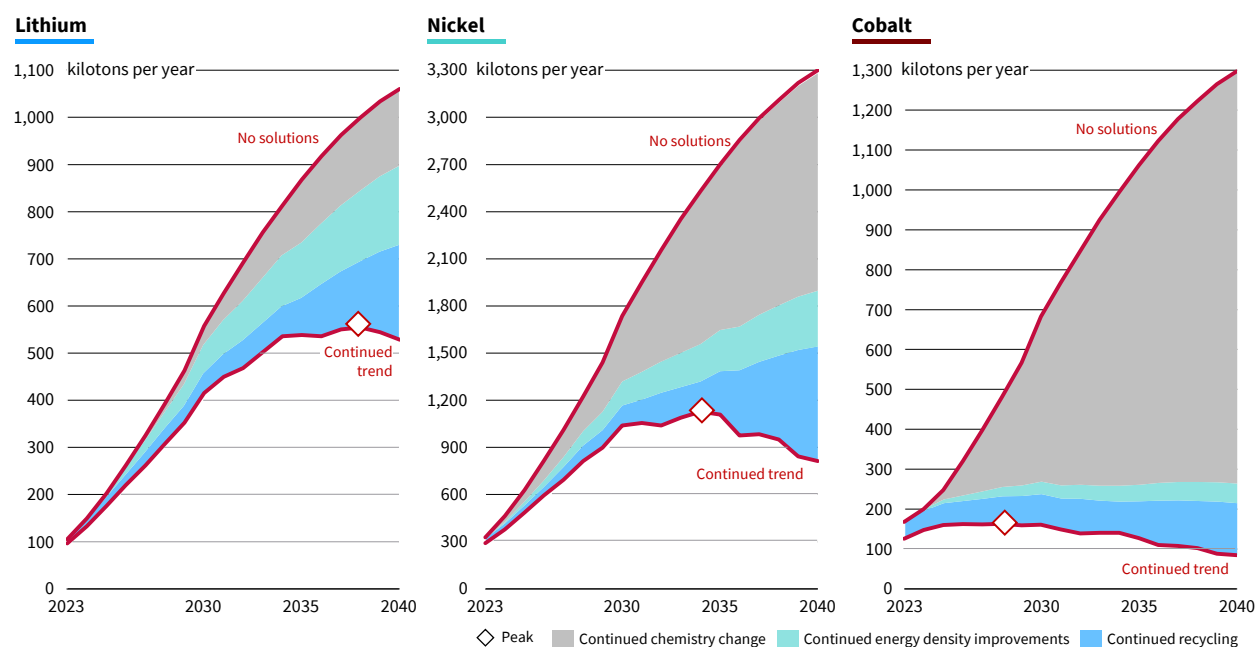 Lithium
1,100 kilotons per year
1,000
900
800
700
600
500
400
300
200
100
0
No solutions
Continued
trend
2023 2030 2035 2040
Nickel
3,300 kilotons per year
3,000
2,700
2,400
2,100
1,800
1,500
1,200
900
600
300
0
No solutions
Continued trend
2023 2030 2035 2040
Cobalt
1,300 kilotons per year
1,200
1,100
1,000
900
800
700
600
500
400
300
200
100
0
No solutions
Continued trend
2023 2030 2035 2040
Peak Continued chemistry change Continued energy density improvements Continued recycling